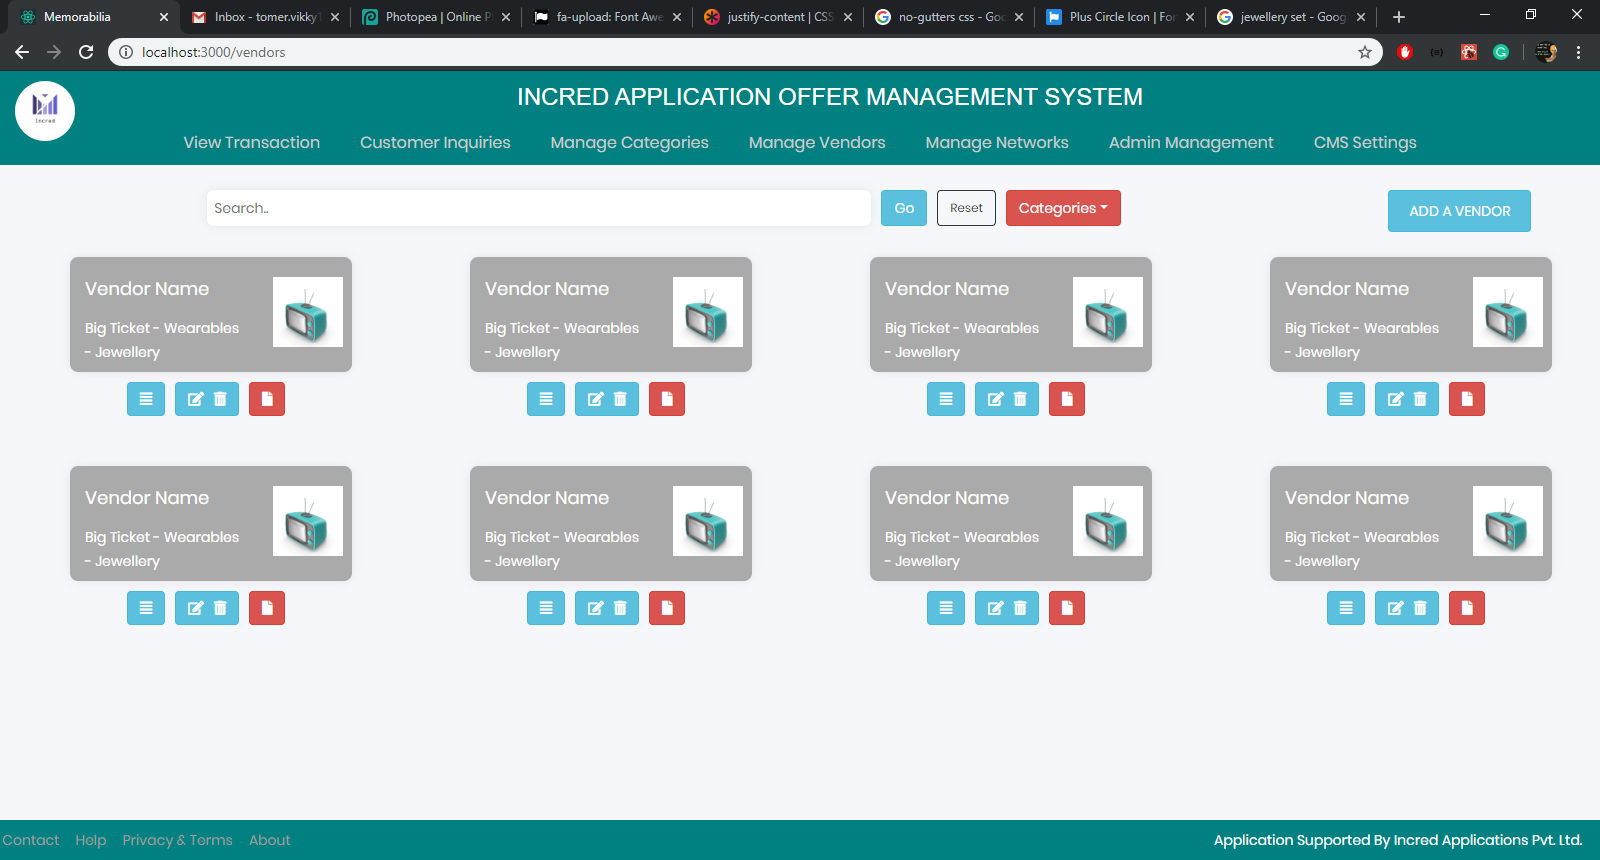 Memorabilia
Inbox - tomer.vikky1
Photopea | Online P
fa-upload: Font Awe
justify-content | CSS
no-gutters css - Goo
Plus Circle Icon | For
jewellery set - Goog
localhost:3000/vendors
Incred
INCRED APPLICATION OFFER MANAGEMENT SYSTEM
View Transaction Customer Inquiries Manage Categories Manage Vendors Manage Networks Admin Management CMS Settings
Search.. Go Reset Categories ADD A VENDOR
Vendor Name
Big Ticket - Wearables
- Jewellery
Vendor Name
Big Ticket - Wearables
- Jewellery
Vendor Name
Big Ticket - Wearables
- Jewellery
Vendor Name
Big Ticket - Wearables
- Jewellery
Vendor Name
Big Ticket - Wearables
- Jewellery
Vendor Name
Big Ticket - Wearables
- Jewellery
Vendor Name
Big Ticket - Wearables
- Jewellery
Vendor Name
Big Ticket - Wearables
- Jewellery
Contact Help Privacy & Terms About
Application Supported By Incred Applications Pvt. Ltd.